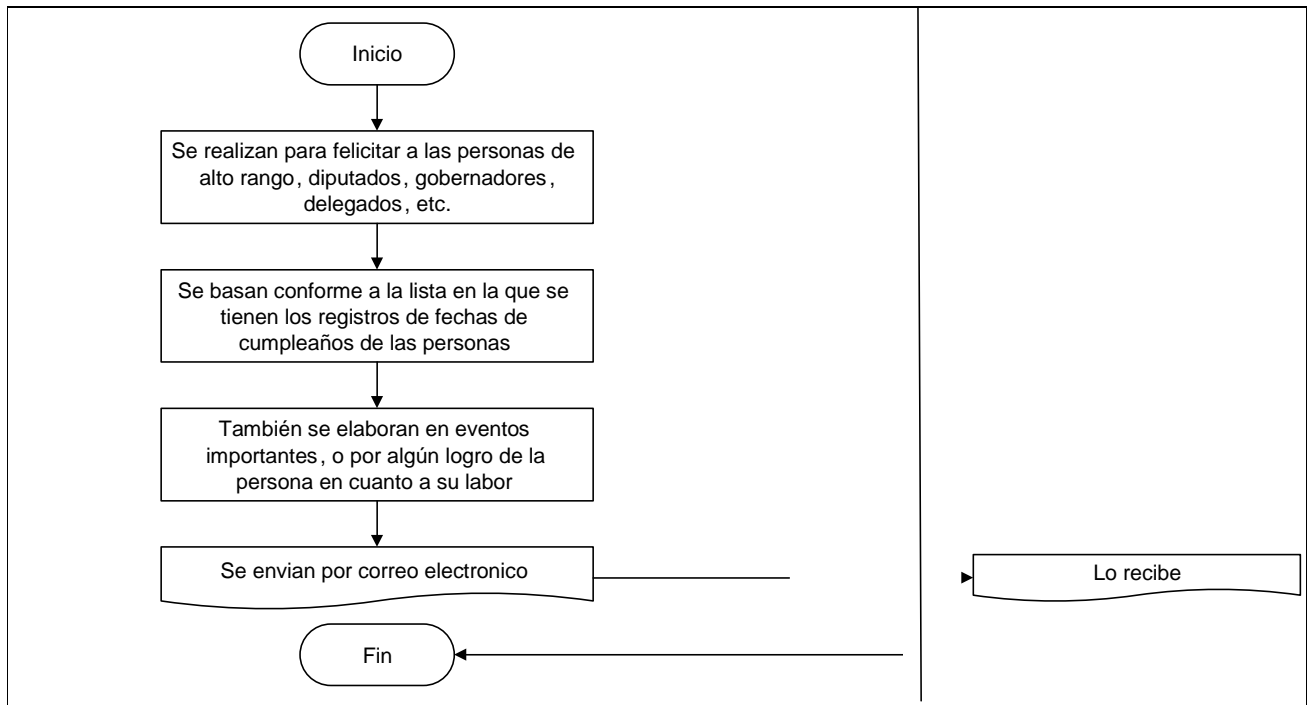 Inicio
Se realizan para felicitar a las personas de
alto rango, diputados, gobernadores,
delegados, etc.
Se basan conforme a la lista en la que se
tienen los registros de fechas de
cumpleaños de las personas
También se elaboran en eventos
importantes, o por algún logro de la
persona en cuanto a su labor
Se envian por correo electronico
Lo recibe
Fin